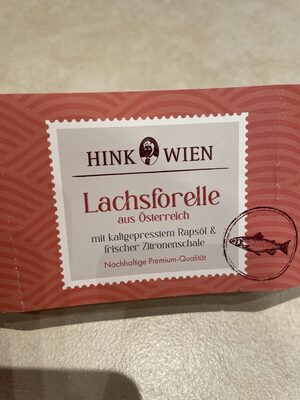 HINK WIEN
Lachsforelle
aus Österreich
mit kaltgepresstem Rapsöl &
frischer Zitronenschale
Nachhaltige Premium-Qualität